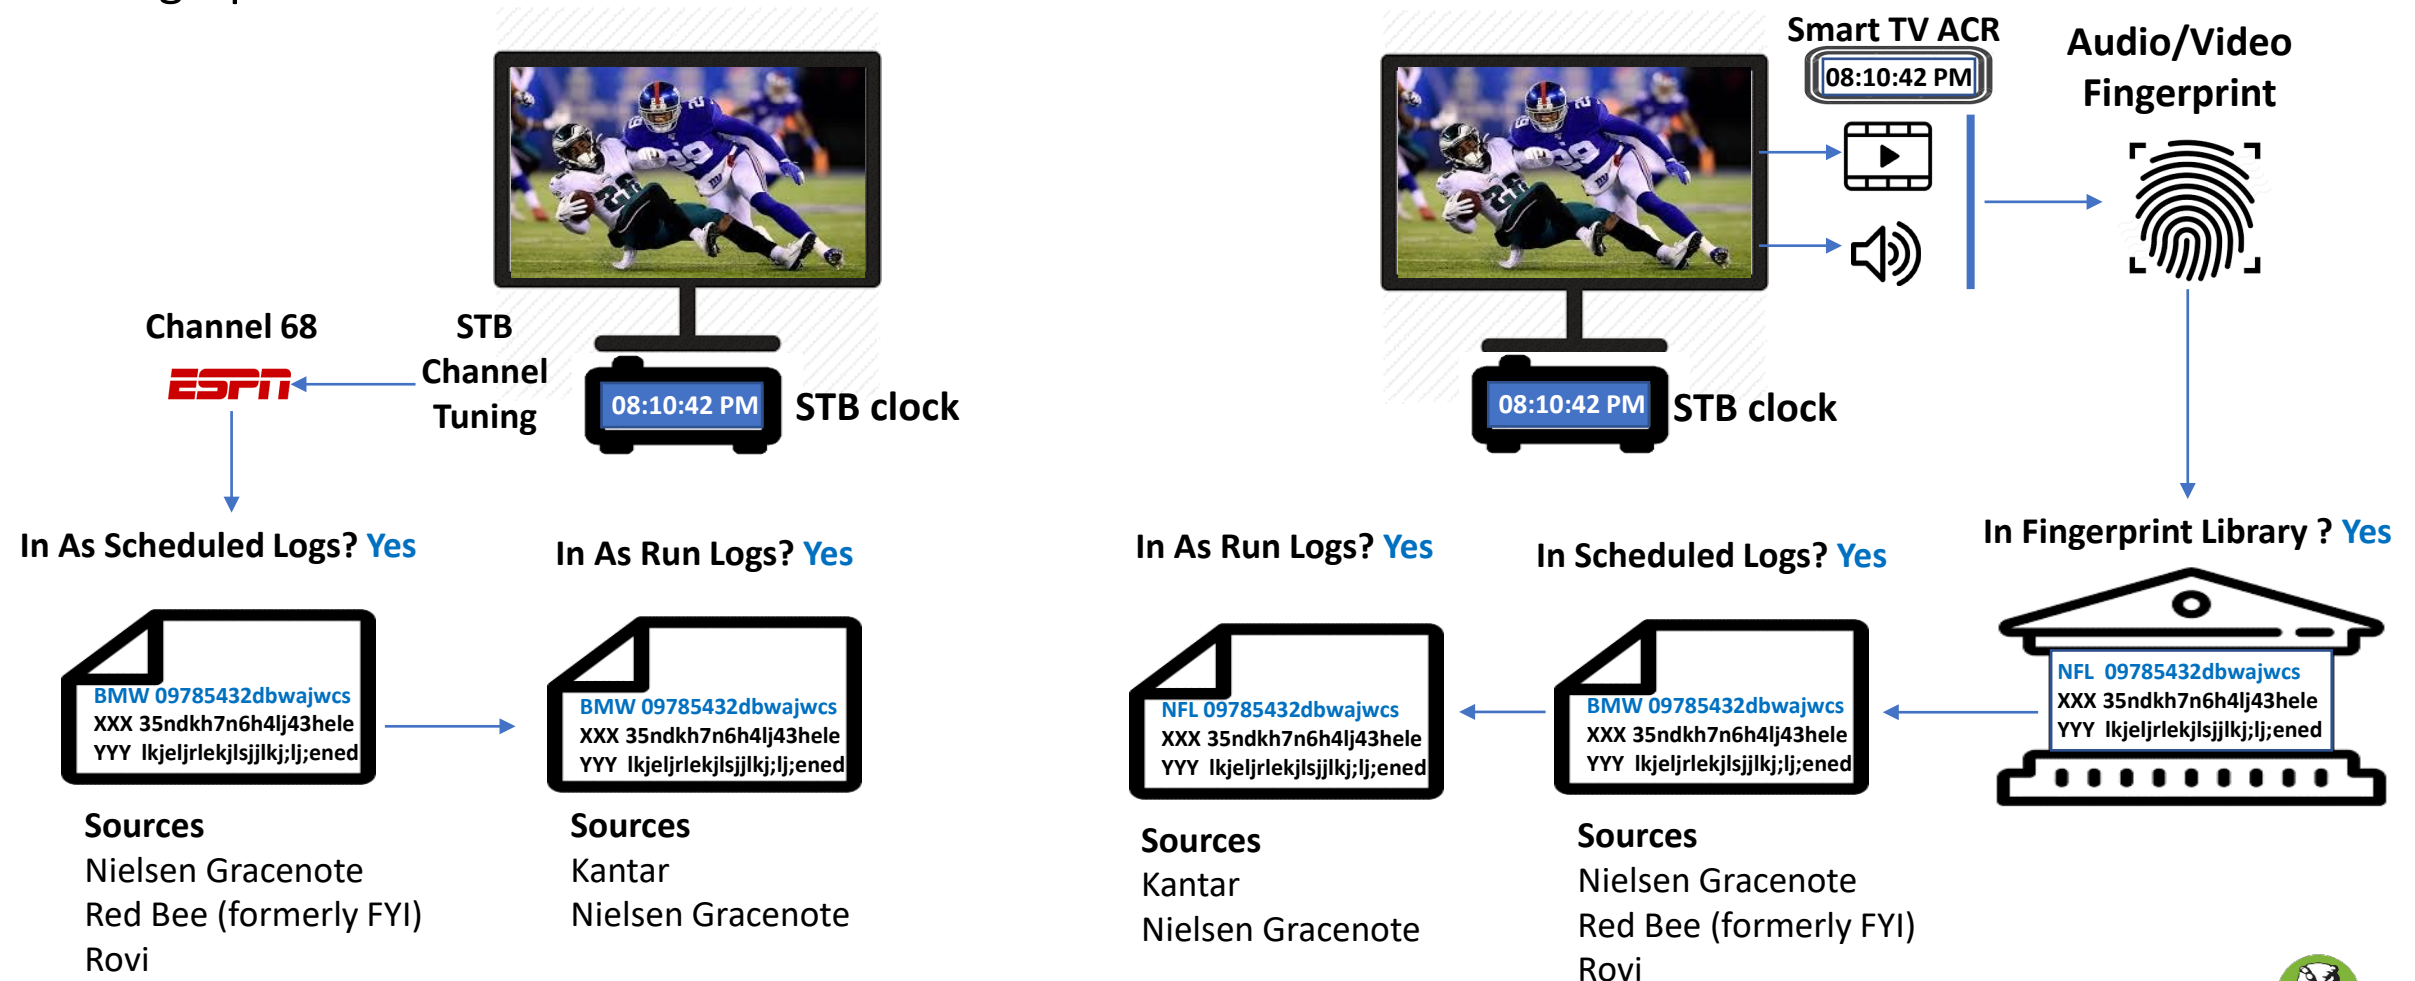 Smart TV ACR
08:10:42 PM
Audio/Video
Fingerprint
Channel 68
ESPN
STB
Channel
Tuning
08:10:42 PM
STB clock
08:10:42 PM
STB clock
In As Scheduled Logs? Yes
In As Run Logs? Yes
In As Run Logs? Yes
In Scheduled Logs? Yes
In Fingerprint Library ? Yes
BMW 09785432dbwajwcs
XXX 35ndkh7n6h4lj43hele
YYY lkjeljrlekjlsjjlkj;lj;ened
BMW 09785432dbwajwcs
XXX 35ndkh7n6h4lj43hele
YYY lkjeljrlekjlsjjlkj;lj;ened
NFL 09785432dbwajwcs
XXX 35ndkh7n6h4lj43hele
YYY lkjeljrlekjlsjjlkj;lj;ened
BMW 09785432dbwajwcs
XXX 35ndkh7n6h4lj43hele
YYY lkjeljrlekjlsjjlkj;lj;ened
NFL 09785432dbwajwcs
XXX 35ndkh7n6h4lj43hele
YYY lkjeljrlekjlsjjlkj;lj;ened
Sources
Nielsen Gracenote
Red Bee (formerly FYI)
Rovi
Sources
Kantar
Nielsen Gracenote
Sources
Kantar
Nielsen Gracenote
Sources
Nielsen Gracenote
Red Bee (formerly FYI)
Rovi